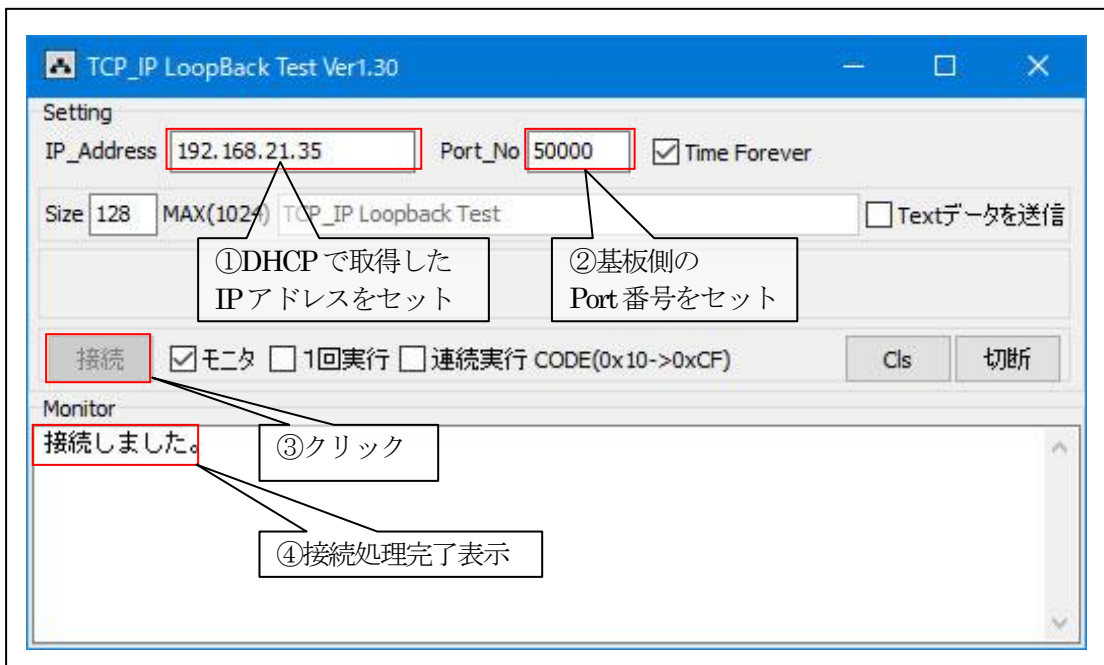 TCP_IP LoopBack Test Ver1.30
Setting
IP_Address 192.168.21.35 Port_No 50000 Time Forever
Size 128 MAX(1024) TCP_IP Loopback Test Textデータを送信
①DHCPで取得した
IPアドレスをセット
②基板側の
Port番号をセット
接続 モニタ 1回実行 連続実行 CODE(0x10->0xCF) Cls 切断
Monitor
接続しました。
③クリック
④接続処理完了表示